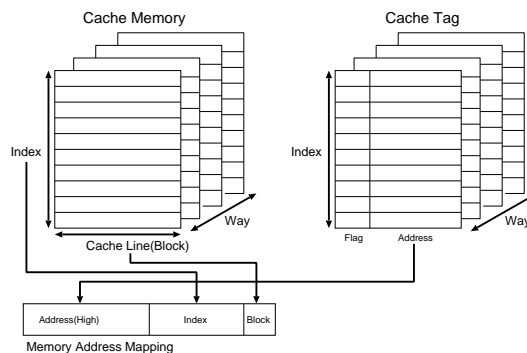 Cache Memory
Cache Tag
Index
Index
Way
Way
Cache Line(Block)
Flag
Address
Address(High)
Index
Block
Memory Address Mapping